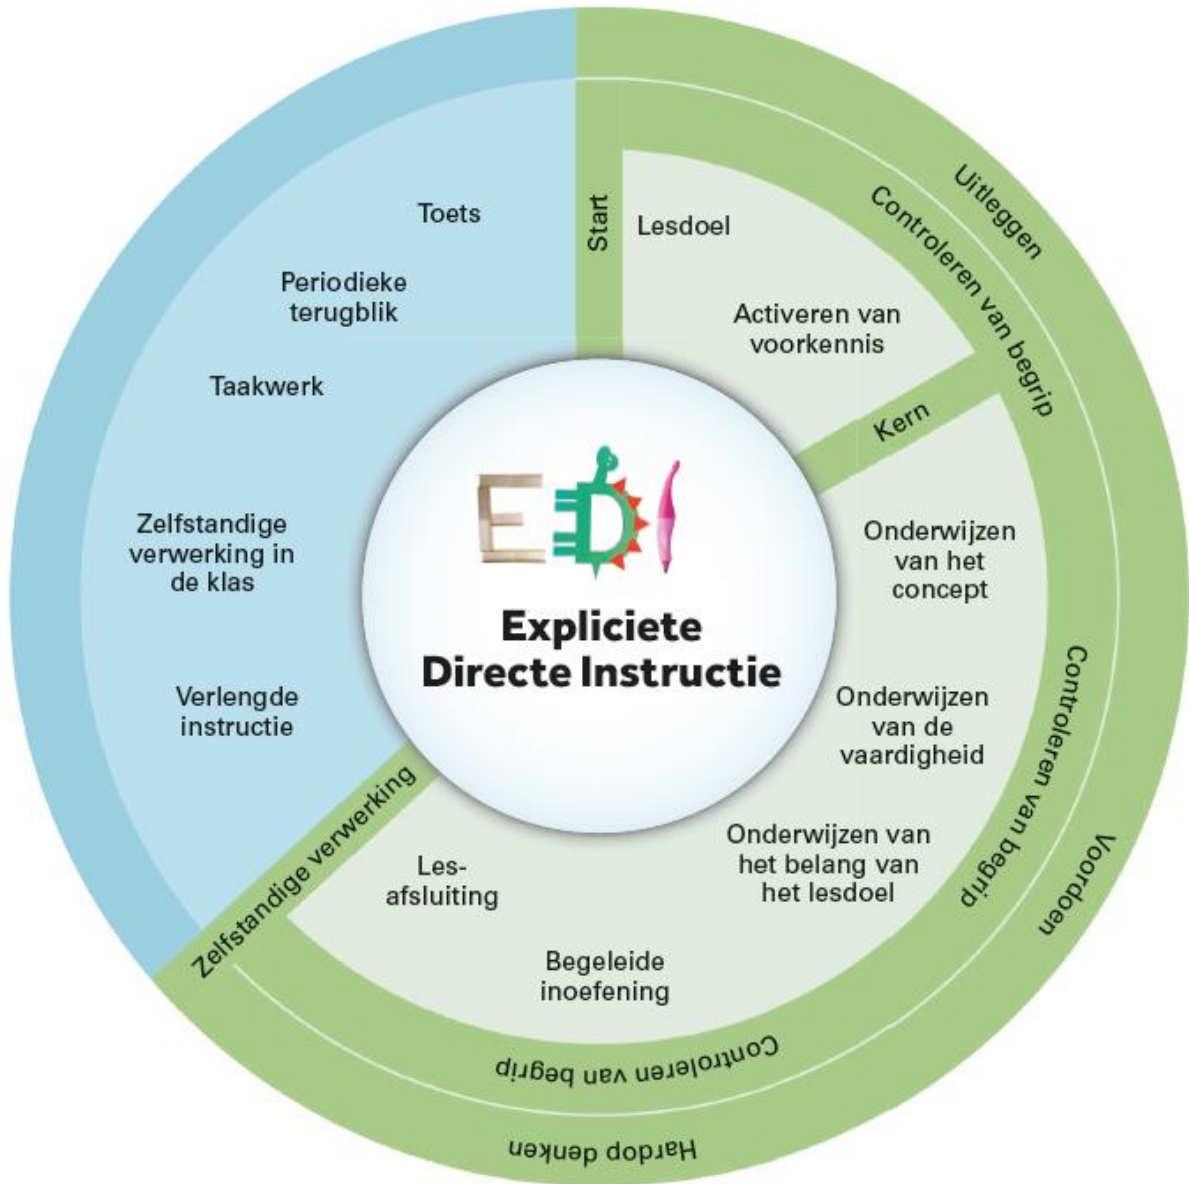 Start
Lesdoel
Activeren van
voorkennis
Kern
Onderwijzen
van het
concept
Onderwijzen
van de
vaardigheid
Onderwijzen van
het belang van
het lesdoel
Begeleide
inoefening
Les-
afsluiting
Zelfstandige verwerking
Verlengde
instructie
Zelfstandige
verwerking in
de klas
Taakwerk
Periodieke
terugblik
Toets
Controleren van begrip
Controleren van begrip
Controleren van begrip
Uitleggen
Voordoen
Hardop denken
EDI
Expliciete
Directe Instructie